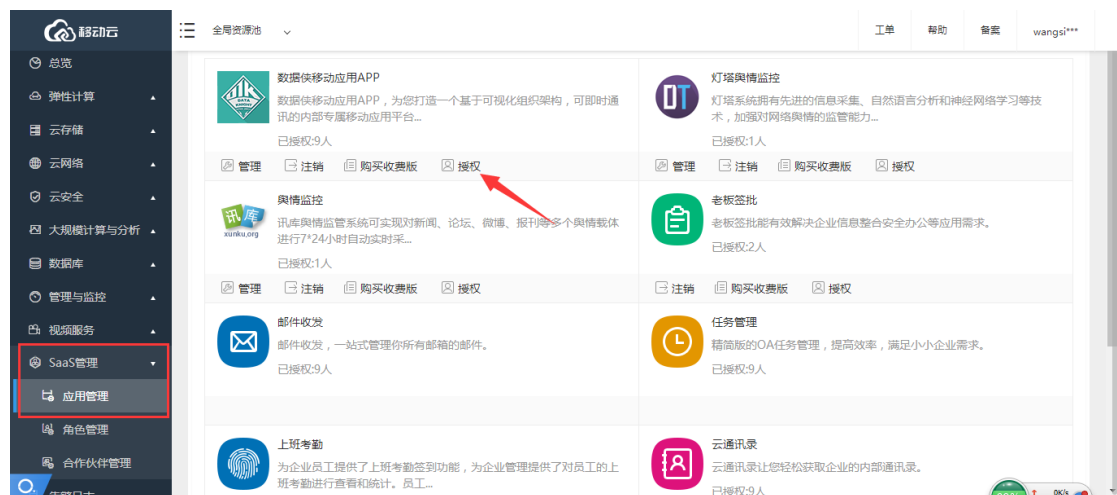 移动云
全局资源池
工单
帮助
备案
wangsi***
总览
弹性计算
云存储
云网络
云安全
大规模计算与分析
数据库
管理与监控
视频服务
SaaS管理
应用管理
角色管理
合作伙伴管理
DATA
数据侠移动应用APP
数据侠移动应用APP，为您打造一个基于可视化组织架构，可即时通
讯的内部专属移动应用平台...
已授权:9人
管理 注销 购买收费版 授权
DT
灯塔舆情监控
灯塔系统拥有先进的信息采集、自然语言分析和神经网络学习等技
术，加强对网络舆情的监管能力...
已授权:1人
管理 注销 购买收费版 授权
讯库
xunku.org
舆情监控
讯库舆情监管系统可实现对新闻、论坛、微博、报刊等多个舆情载体
进行7*24小时自动实时采...
已授权:1人
管理 注销 购买收费版 授权
老板签批
老板签批能有效解决企业信息整合安全办公等应用需求。
已授权:2人
注销 购买收费版 授权
邮件收发
邮件收发，一站式管理你所有邮箱的邮件。
已授权:9人
任务管理
精简版的OA任务管理，提高效率，满足小小企业需求。
已授权:9人
上班考勤
为企业员工提供了上班考勤签到功能，为企业管理提供了对员工的上
班考勤进行查看和统计。员工...
云通讯录
云通讯录让您轻松获取企业的内部通讯录。
已授权:9人
0K/s